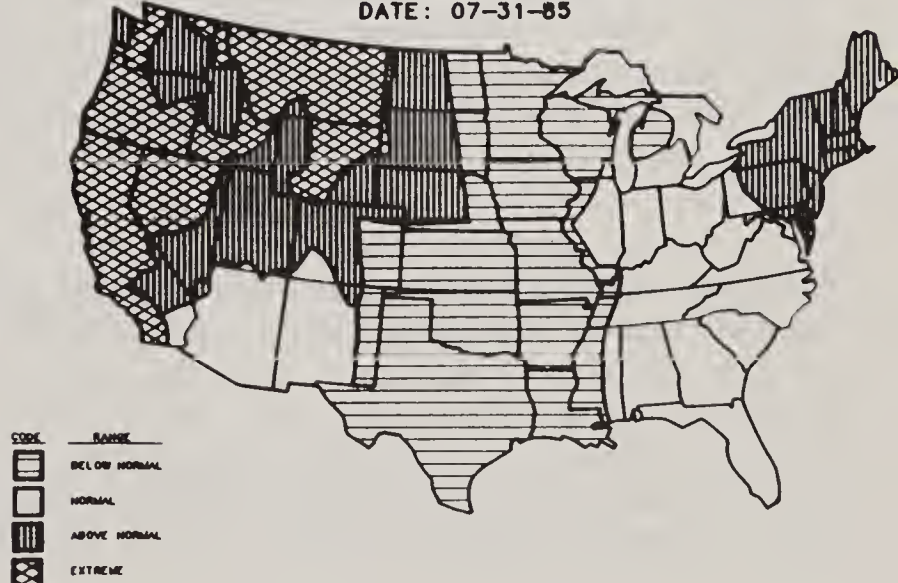 DATE: 07-31-85
CODE RANGE
BELOW NORMAL
NORMAL
ABOVE NORMAL
EXTREME